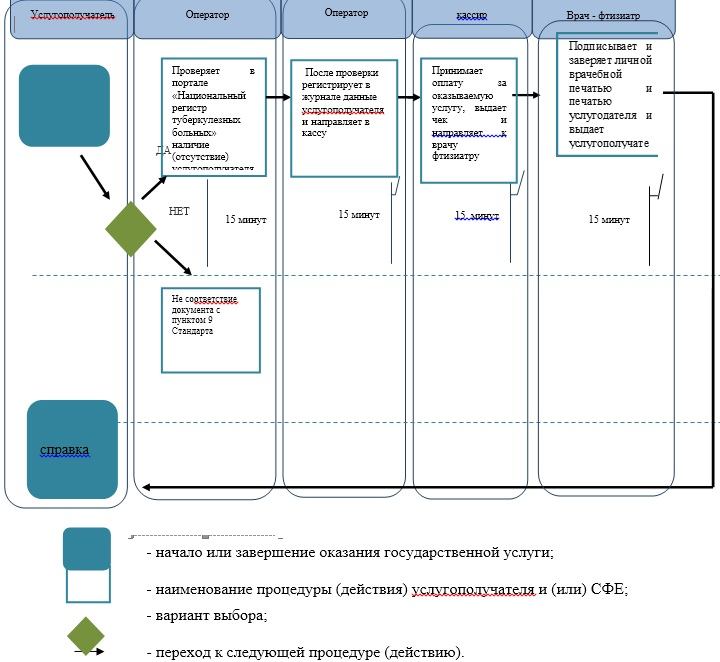 Услугополучатель
Оператор
Оператор
кассир
Врач - фтизиатр
Проверяет в
портале
«Национальный
регистр
туберкулезных
больных»
наличие
(отсутствие)
услугополучателя
После проверки
регистрирует в
журнале данные
услугополучателя
и направляет в
кассу
Принимает
оплату за
оказываемую
услугу, выдает
чек и
направляет к
врачу
фтизиатру
Подписывает и
заверяет личной
врачебной
печатью и
печатью
услугодателя и
выдает
услугополучате
ДА
НЕТ
15 минут
15 минут
15 минут
15 минут
Не соответствие
документа с
пунктом 9
Стандарта
справка
- начало или завершение оказания государственной услуги;
- наименование процедуры (действия) услугополучателя и (или) СФЕ;
- вариант выбора;
- переход к следующей процедуре (действию).